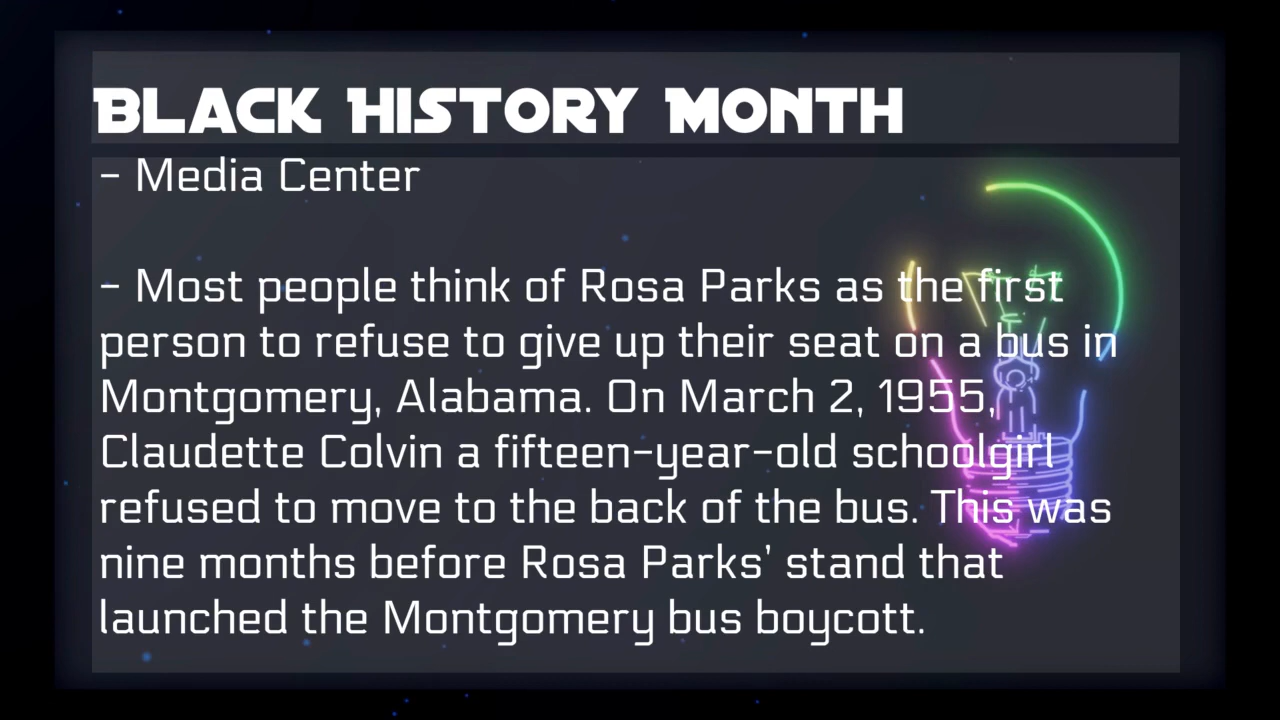 BLACK HISTORY MONTH
- Media Center
- Most people think of Rosa Parks as the first
person to refuse to give up their seat on a bus in
Montgomery, Alabama. On March 2, 1955,
Claudette Colvin a fifteen-year-old schoolgirl
refused to move to the back of the bus. This was
nine months before Rosa Parks' stand that
launched the Montgomery bus boycott.